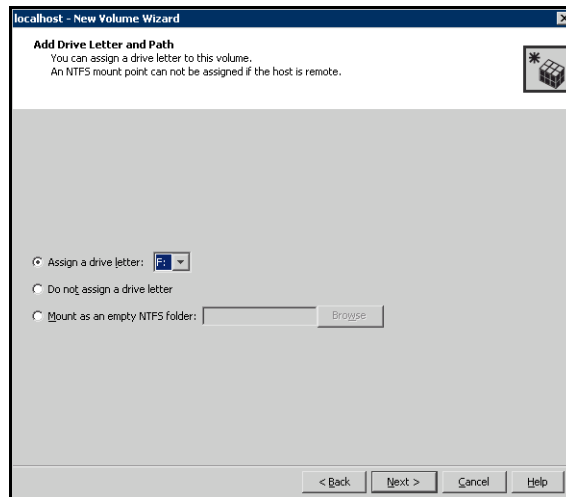 localhost - New Volume Wizard
Add Drive Letter and Path
You can assign a drive letter to this volume.
An NTFS mount point can not be assigned if the host is remote.
Assign a drive letter: F:
Do not assign a drive letter
Mount as an empty NTFS folder: Browse
< Back Next > Cancel Help